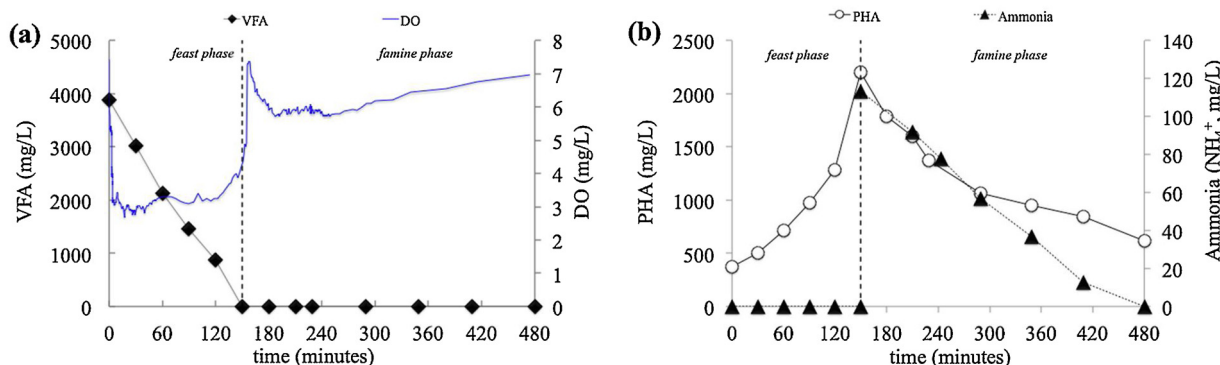 (a)
VFA
DO
5000
4000
3000
2000
1000
0
VFA (mg/L)
feast phase
famine phase
8
7
6
5
4
3
2
1
0
DO (mg/L)
0 60 120 180 240 300 360 420 480
time (minutes)
(b)
PHA
Ammonia
2500
2000
1500
1000
500
0
PHA (mg/L)
feast phase
famine phase
140
120
100
80
60
40
20
0
Ammonia (NH₄⁺, mg/L)
0 60 120 180 240 300 360 420 480
time (minutes)